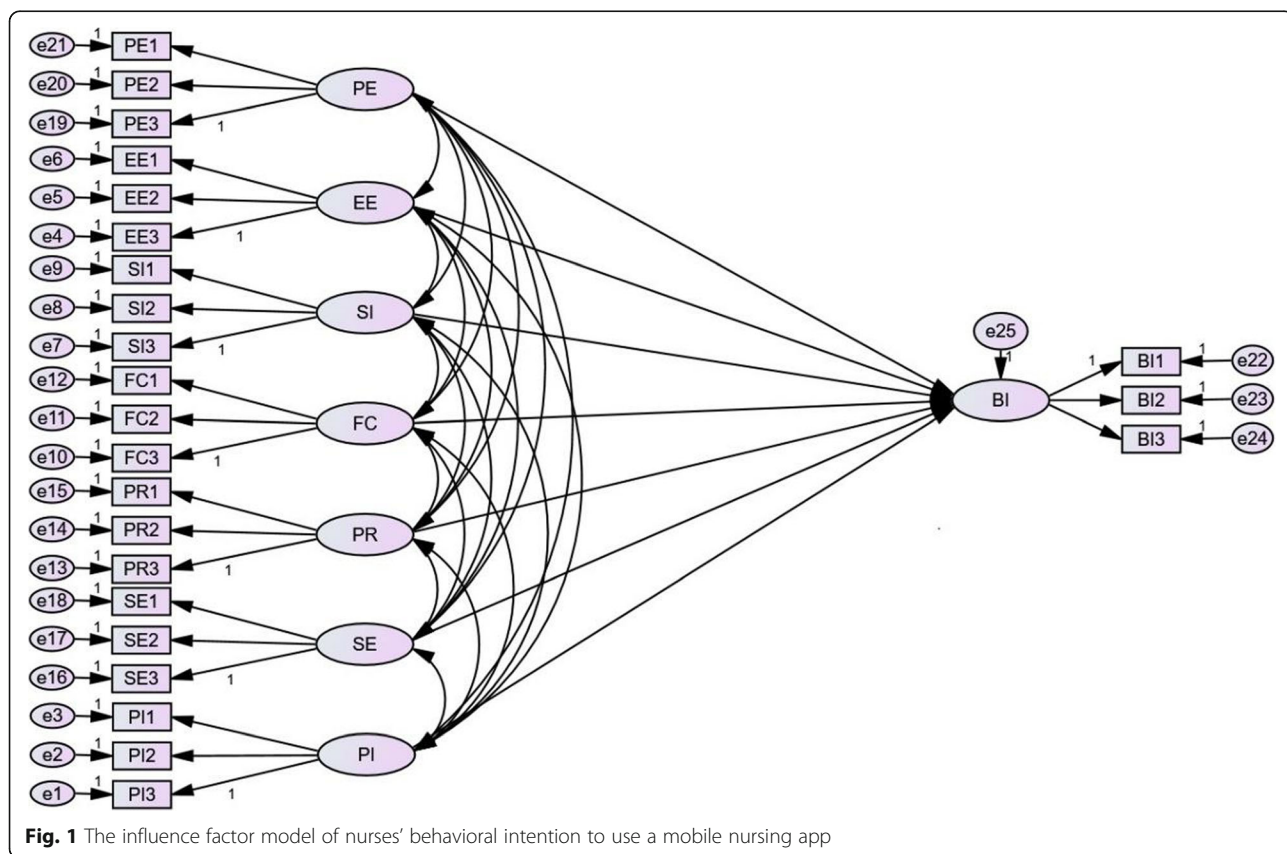 e21 1 PE1
e20 1 PE2
e19 1 PE3 1
PE
e6 1 EE1
e5 1 EE2
e4 1 EE3 1
EE
e9 1 SI1
e8 1 SI2
e7 1 SI3 1
SI
e12 1 FC1
e11 1 FC2
e10 1 FC3 1
FC
e15 1 PR1
e14 1 PR2
e13 1 PR3 1
PR
e18 1 SE1
e17 1 SE2
e16 1 SE3 1
SE
e3 1 PI1
e2 1 PI2
e1 1 PI3 1
PI
e25
1
BI
1 BI1 1 e22
BI2 1 e23
BI3 1 e24
Fig. 1 The influence factor model of nurses' behavioral intention to use a mobile nursing app